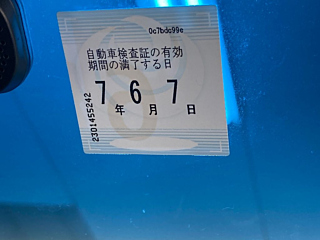 0c7bdc99e
自動車検査証の有効
期間の満了する日
7年 6月 7日
2301455242